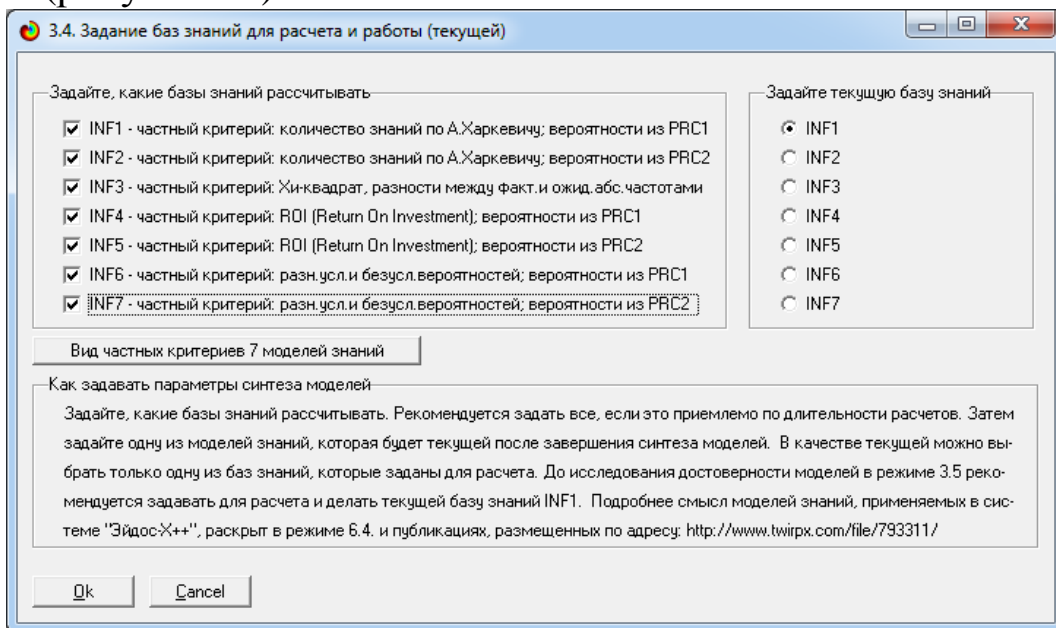 3.4. Задание баз знаний для расчета и работы (текущей)
Задайте, какие базы знаний рассчитывать
INF1 - частный критерий: количество знаний по А.Харкевичу; вероятности из PRC1
INF2 - частный критерий: количество знаний по А.Харкевичу; вероятности из PRC2
INF3 - частный критерий: Хи-квадрат, разности между факт.и ожид.абс.частотами
INF4 - частный критерий: ROI (Return On Investment); вероятности из PRC1
INF5 - частный критерий: ROI (Return On Investment); вероятности из PRC2
INF6 - частный критерий: разн.усл.и безусл.вероятностей; вероятности из PRC1
INF7 - частный критерий: разн.усл.и безусл.вероятностей; вероятности из PRC2
Задайте текущую базу знаний
INF1
INF2
INF3
INF4
INF5
INF6
INF7
Вид частных критериев 7 моделей знаний
Как задавать параметры синтеза моделей
Задайте, какие базы знаний рассчитывать. Рекомендуется задать все, если это приемлемо по длительности расчетов. Затем
задайте одну из моделей знаний, которая будет текущей после завершения синтеза моделей. В качестве текущей можно вы-
брать только одну из баз знаний, которые заданы для расчета. До исследования достоверности моделей в режиме 3.5 реко-
мендуется задавать для расчета и делать текущей базу знаний INF1. Подробнее смысл моделей знаний, применяемых в сис-
теме "Эйдос-Х++", раскрыт в режиме 6.4. и публикациях, размещенных по адресу: http://www.twirpx.com/file/793311/
Ok
Cancel